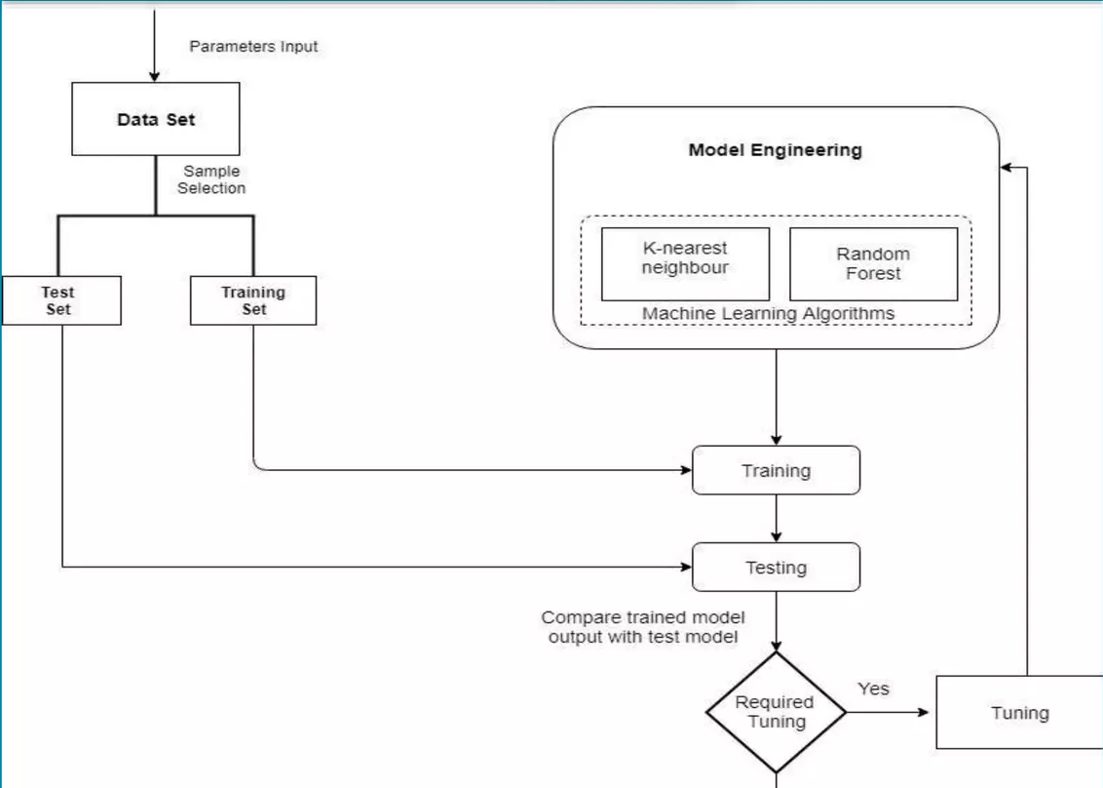 Parameters Input
Data Set
Sample
Selection
Test
Set
Training
Set
Model Engineering
K-nearest
neighbour
Random
Forest
Machine Learning Algorithms
Training
Testing
Compare trained model
output with test model
Required
Tuning
Yes
Tuning